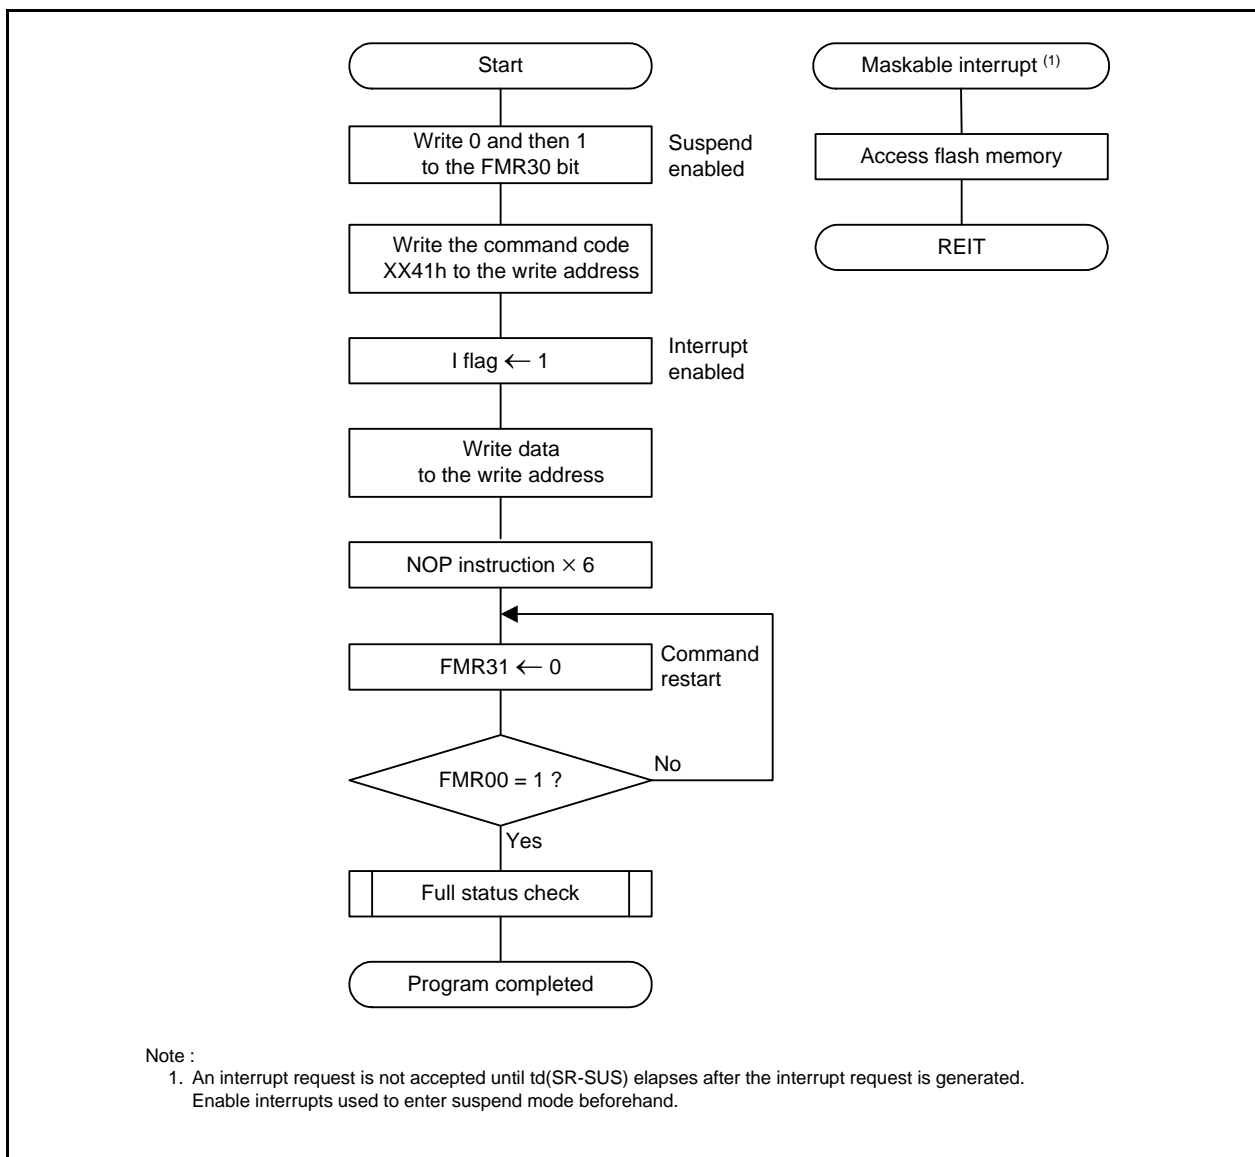 Start
Write 0 and then 1
to the FMR30 bit
Suspend
enabled
Write the command code
XX41h to the write address
I flag ← 1
Interrupt
enabled
Write data
to the write address
NOP instruction × 6
FMR31 ← 0
Command
restart
FMR00 = 1 ?
No
Yes
Full status check
Program completed
Maskable interrupt (1)
Access flash memory
REIT
Note :
1. An interrupt request is not accepted until td(SR-SUS) elapses after the interrupt request is generated.
Enable interrupts used to enter suspend mode beforehand.